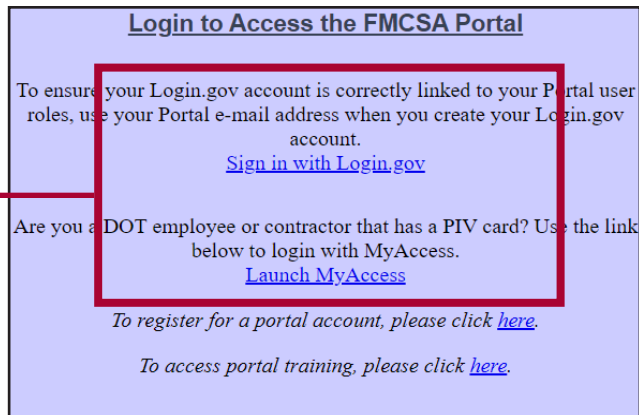 Login to Access the FMCSA Portal
To ensure your Login.gov account is correctly linked to your Portal user
roles, use your Portal e-mail address when you create your Login.gov
account.
Sign in with Login.gov
Are you a DOT employee or contractor that has a PIV card? Use the link
below to login with MyAccess.
Launch MyAccess
To register for a portal account, please click here.
To access portal training, please click here.